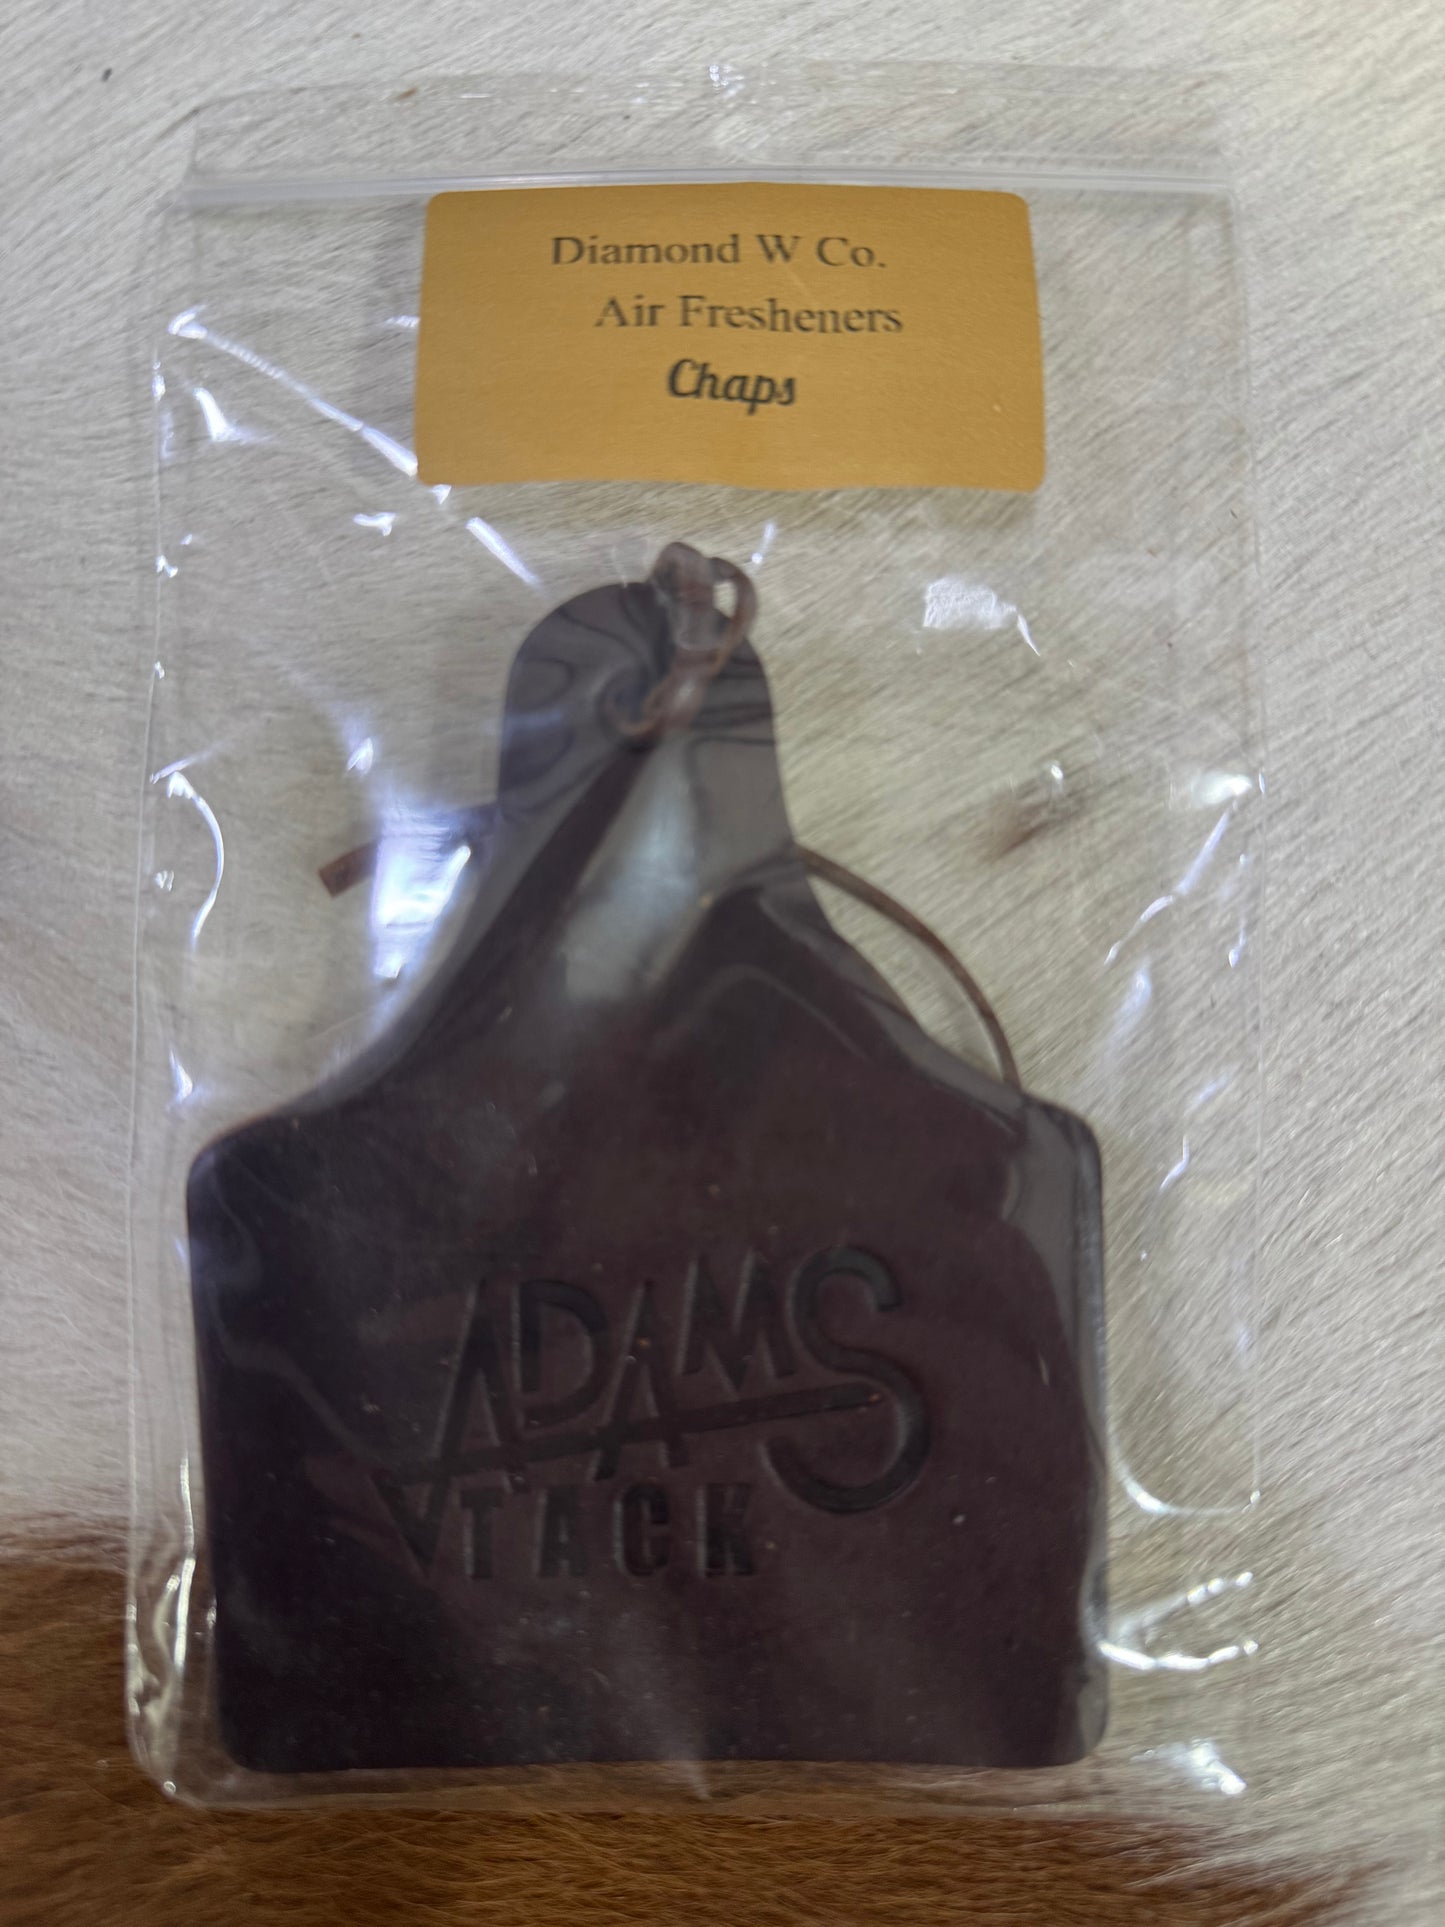 Diamond W Co.
Air Fresheners
Chaps
ADAMS
TACK